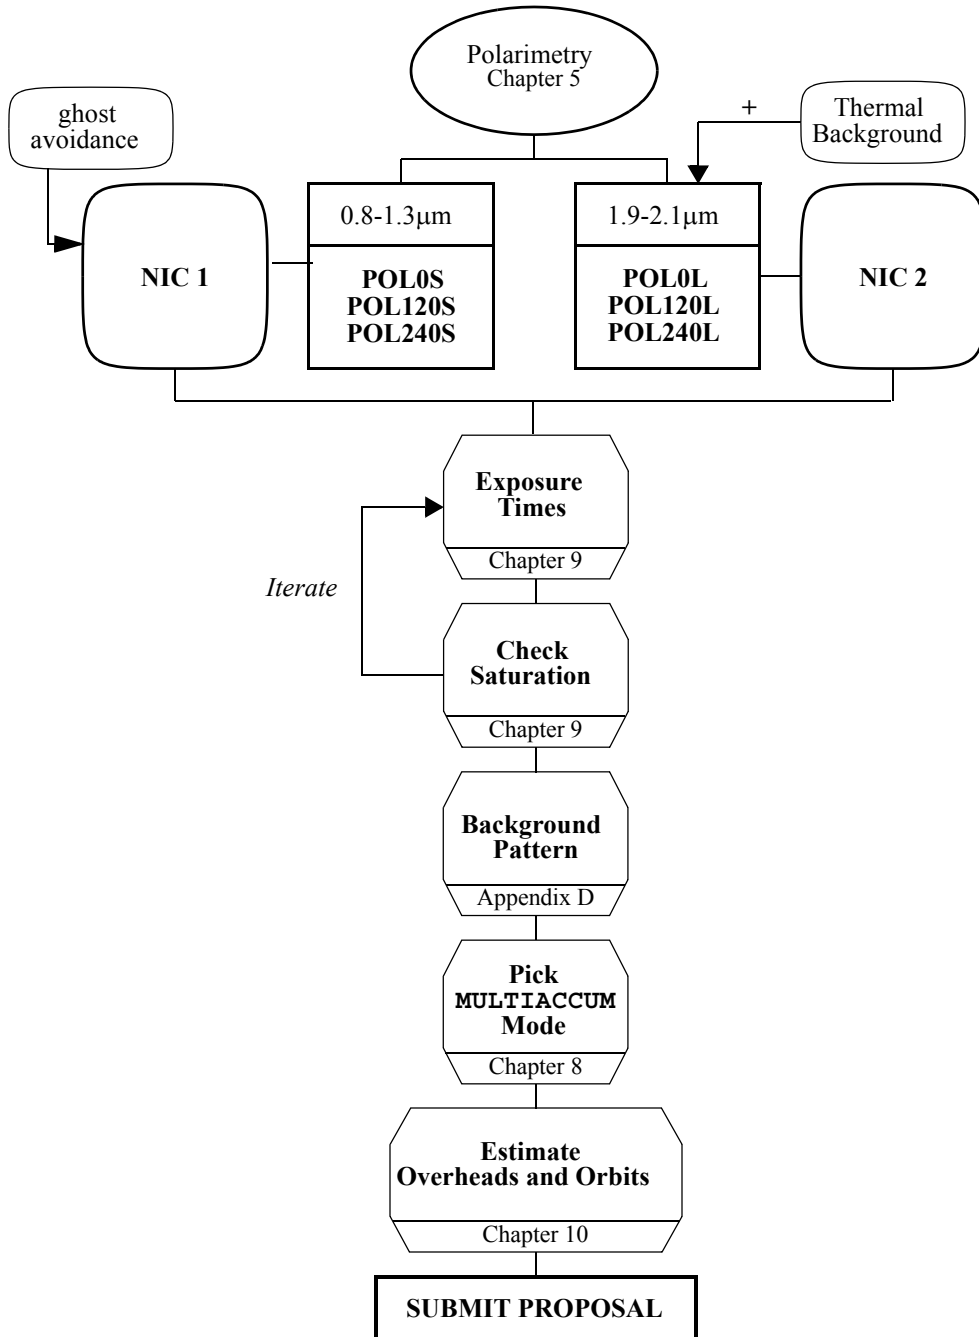 Polarimetry
Chapter 5
ghost
avoidance
+
Thermal
Background
0.8-1.3µm
1.9-2.1µm
NIC 1
POL0S
POL120S
POL240S
POL0L
POL120L
POL240L
NIC 2
Exposure
Times
Chapter 9
Iterate
Check
Saturation
Chapter 9
Background
Pattern
Appendix D
Pick
MULTIACCUM
Mode
Chapter 8
Estimate
Overheads and Orbits
Chapter 10
SUBMIT PROPOSAL